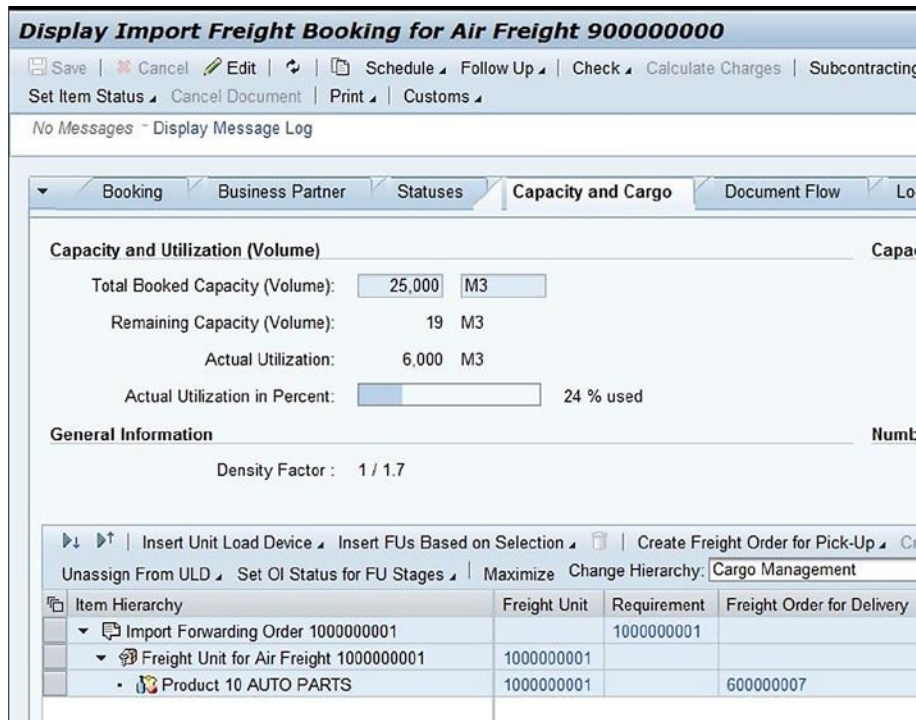 Display Import Freight Booking for Air Freight 900000000
Save | Cancel Edit | Schedule Follow Up | Check Calculate Charges | Subcontracting
Set Item Status Cancel Document | Print | Customs
No Messages - Display Message Log
Booking Business Partner Statuses Capacity and Cargo Document Flow Lo
Capacity and Utilization (Volume) Capac
Total Booked Capacity (Volume): 25,000 M3
Remaining Capacity (Volume): 19 M3
Actual Utilization: 6,000 M3
Actual Utilization in Percent: 24 % used
General Information Numb
Density Factor : 1 / 1.7
Insert Unit Load Device Insert FUs Based on Selection | Create Freight Order for Pick-Up Cr
Unassign From ULD Set OI Status for FU Stages | Maximize Change Hierarchy: Cargo Management
Item Hierarchy Freight Unit Requirement Freight Order for Delivery
Import Forwarding Order 1000000001 1000000001
Freight Unit for Air Freight 1000000001 1000000001
Product 10 AUTO PARTS 1000000001 600000007